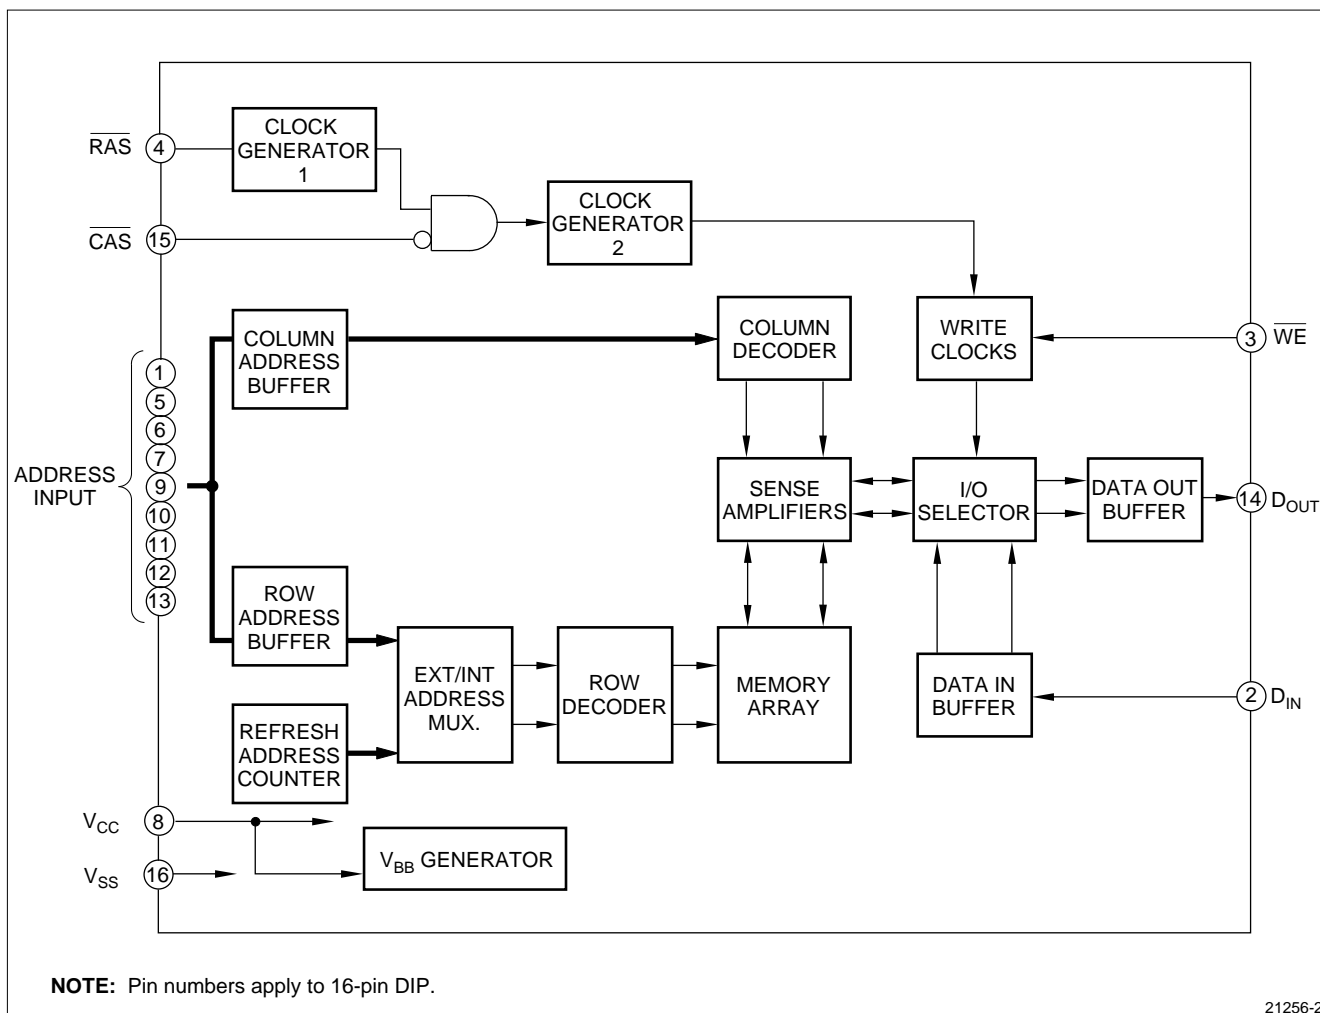 RAS
4
CLOCK
GENERATOR
1
CAS
15
CLOCK
GENERATOR
2
COLUMN
ADDRESS
BUFFER
COLUMN
DECODER
WRITE
CLOCKS
3
WE
ADDRESS
INPUT
1
5
6
7
9
10
11
12
13
SENSE
AMPLIFIERS
I/O
SELECTOR
DATA OUT
BUFFER
14
DOUT
ROW
ADDRESS
BUFFER
EXT/INT
ADDRESS
MUX.
ROW
DECODER
MEMORY
ARRAY
DATA IN
BUFFER
2
DIN
REFRESH
ADDRESS
COUNTER
VCC
8
VBB GENERATOR
VSS
16
NOTE: Pin numbers apply to 16-pin DIP.
21256-2